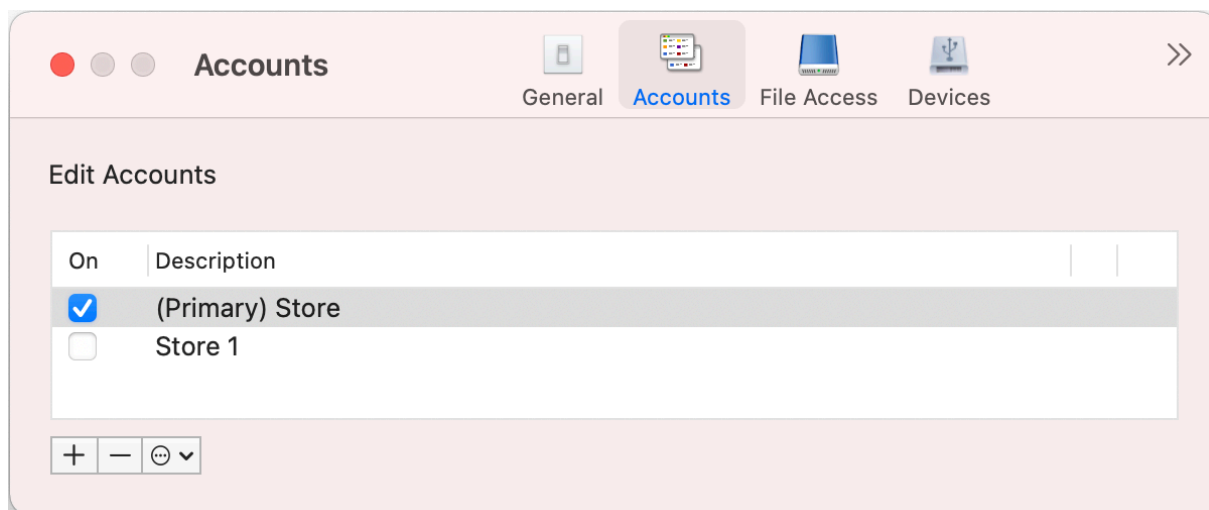 Accounts
General Accounts File Access Devices
Edit Accounts
On Description
(Primary) Store
Store 1